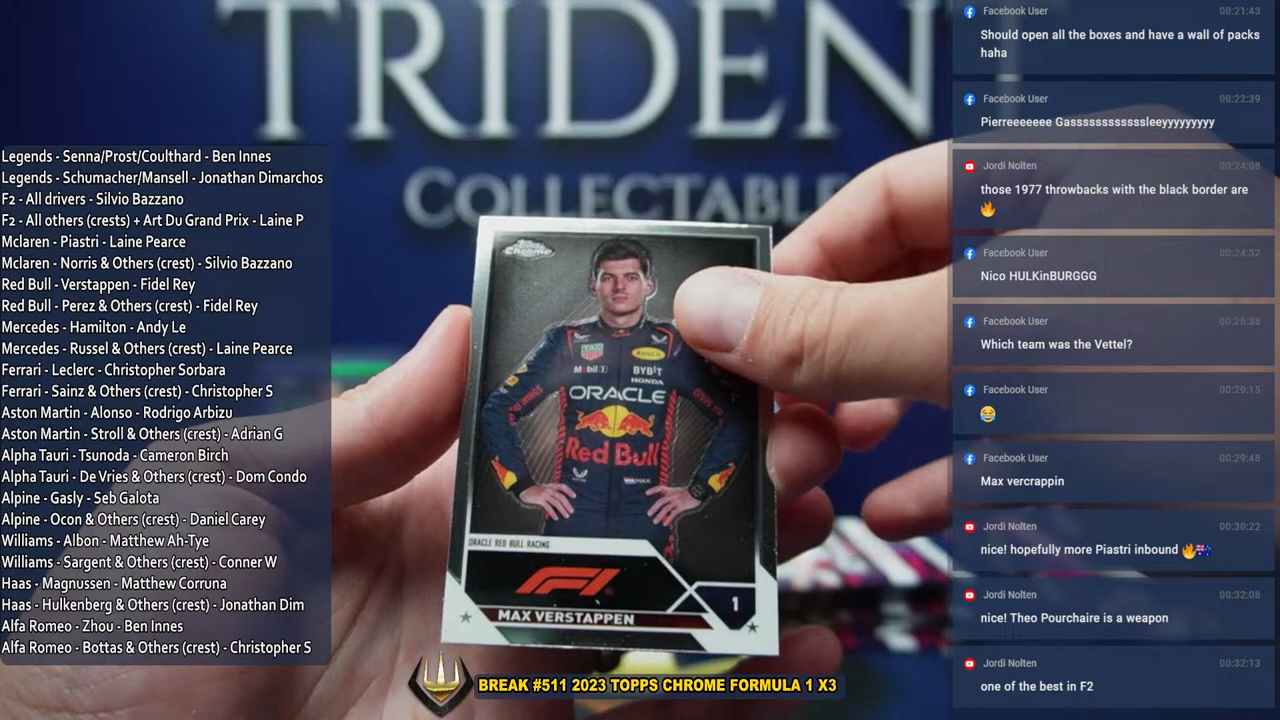 TRIDEN
COLLECTABL
Legends - Senna/Prost/Coulthard - Ben Innes
Legends - Schumacher/Mansell - Jonathan Dimarchos
F2 - All drivers - Silvio Bazzano
F2 - All others (crests) + Art Du Grand Prix - Laine P
Mclaren - Piastri - Laine Pearce
Mclaren - Norris & Others (crest) - Silvio Bazzano
Red Bull - Verstappen - Fidel Rey
Red Bull - Perez & Others (crest) - Fidel Rey
Mercedes - Hamilton - Andy Le
Mercedes - Russel & Others (crest) - Laine Pearce
Ferrari - Leclerc - Christopher Sorbara
Ferrari - Sainz & Others (crest) - Christopher S
Aston Martin - Alonso - Rodrigo Arbizu
Aston Martin - Stroll & Others (crest) - Adrian G
Alpha Tauri - Tsunoda - Cameron Birch
Alpha Tauri - De Vries & Others (crest) - Dom Condo
Alpine - Gasly - Seb Galota
Alpine - Ocon & Others (crest) - Daniel Carey
Williams - Albon - Matthew Ah-Tye
Williams - Sargent & Others (crest) - Conner W
Haas - Magnussen - Matthew Corruna
Haas - Hulkenberg & Others (crest) - Jonathan Dim
Alfa Romeo - Zhou - Ben Innes
Alfa Romeo - Bottas & Others (crest) - Christopher S
Topps
Chrome
TAG
Mobil 1
BYBIT
HONDA
ORACLE
Red Bull
MAX
ORACLE RED BULL RACING
F1
1
MAX VERSTAPPEN
BREAK #511 2023 TOPPS CHROME FORMULA 1 X3
Facebook User 00:21:43
Should open all the boxes and have a wall of packs
haha
Facebook User 00:22:39
Pierreeeeeee Gassssssssssssleeyyyyyyyyy
Jordi Nolten 00:24:08
those 1977 throwbacks with the black border are
🔥
Facebook User 00:24:32
Nico HULKinBURGGG
Facebook User 00:26:38
Which team was the Vettel?
Facebook User 00:29:15
😂
Facebook User 00:29:48
Max vercrappin
Jordi Nolten 00:30:22
nice! hopefully more Piastri inbound 🔥🇦🇺
Jordi Nolten 00:32:08
nice! Theo Pourchaire is a weapon
Jordi Nolten 00:32:13
one of the best in F2